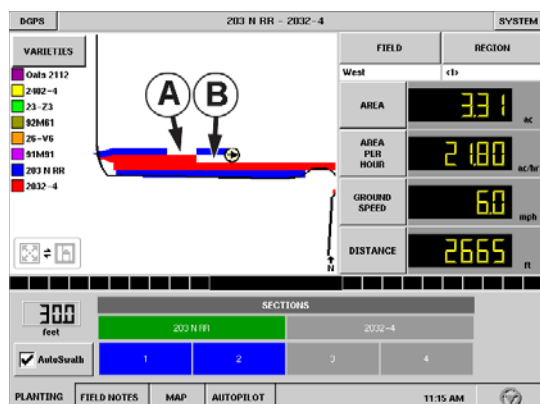 DGPS 203 N RR - 2032-4 SYSTEM
VARIETIES
Oats 2112
2402-4
23-Z3
92M61
26-V6
91M91
203 N RR
2032-4
A B
N
FIELD REGION
West <1>
AREA 3.31 ac
AREA PER HOUR 21.80 ac/hr
GROUND SPEED 6.0 mph
DISTANCE 2665 ft
30.0
feet
SECTIONS
203 N RR 2032-4
AutoSwath 1 2 3 4
PLANTING FIELD NOTES MAP AUTOPILOT 11:15 AM